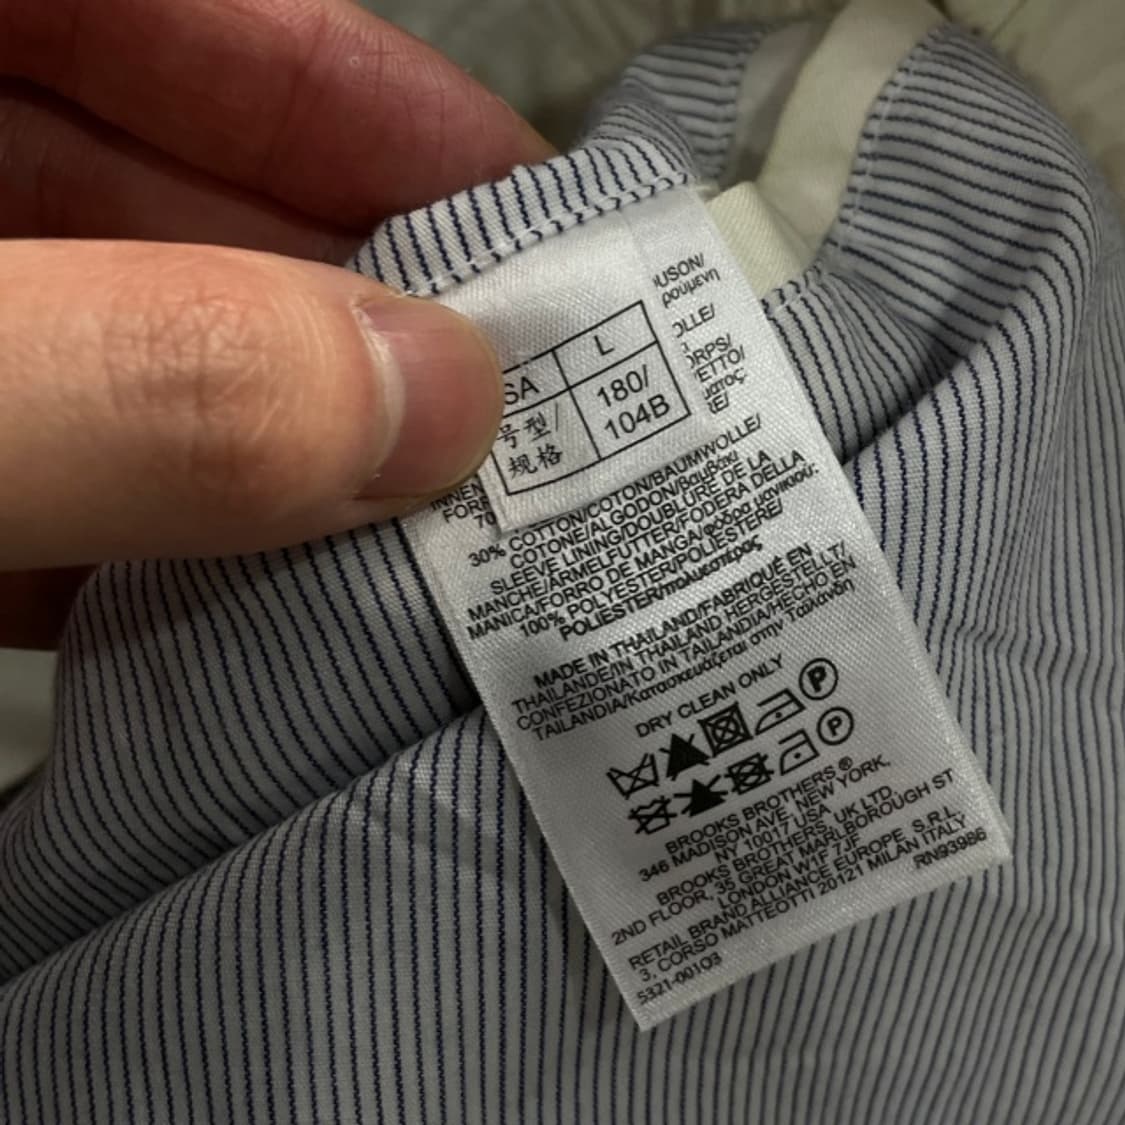 L
SA
180/
104B
号型/
规格
30% COTTON/COTON/BAUMWOLLE/
COTONE/ALGODON/Βαμβάκι
SLEEVE LINING/DOUBLURE DE LA
MANCHE/ÄRMELFUTTER/FODERA DELLA
MANICA/FORRO DE MANGA/φόδρα μανικιού:
100% POLYESTER/POLIESTERE/
POLIESTER/πολυεστέρας
MADE IN THAILAND/FABRIQUÉ EN
THAILANDE/IN THAILAND HERGESTELLT/
CONFEZIONATO IN TAILANDIA/HECHO EN
TAILANDIA/Κατασκευάζεται στην Ταϊλάνδη
DRY CLEAN ONLY
P
P
BROOKS BROTHERS ®
346 MADISON AVE, NEW YORK,
NY 10017 USA
BROOKS BROTHERS, UK LTD.
2ND FLOOR, 35 GREAT MARLBOROUGH ST
LONDON W1F 7JF
RETAIL BRAND ALLIANCE EUROPE, S.R.L.
3, CORSO MATTEOTTI 20121 MILAN ITALY
5321-001Q3 RN93986